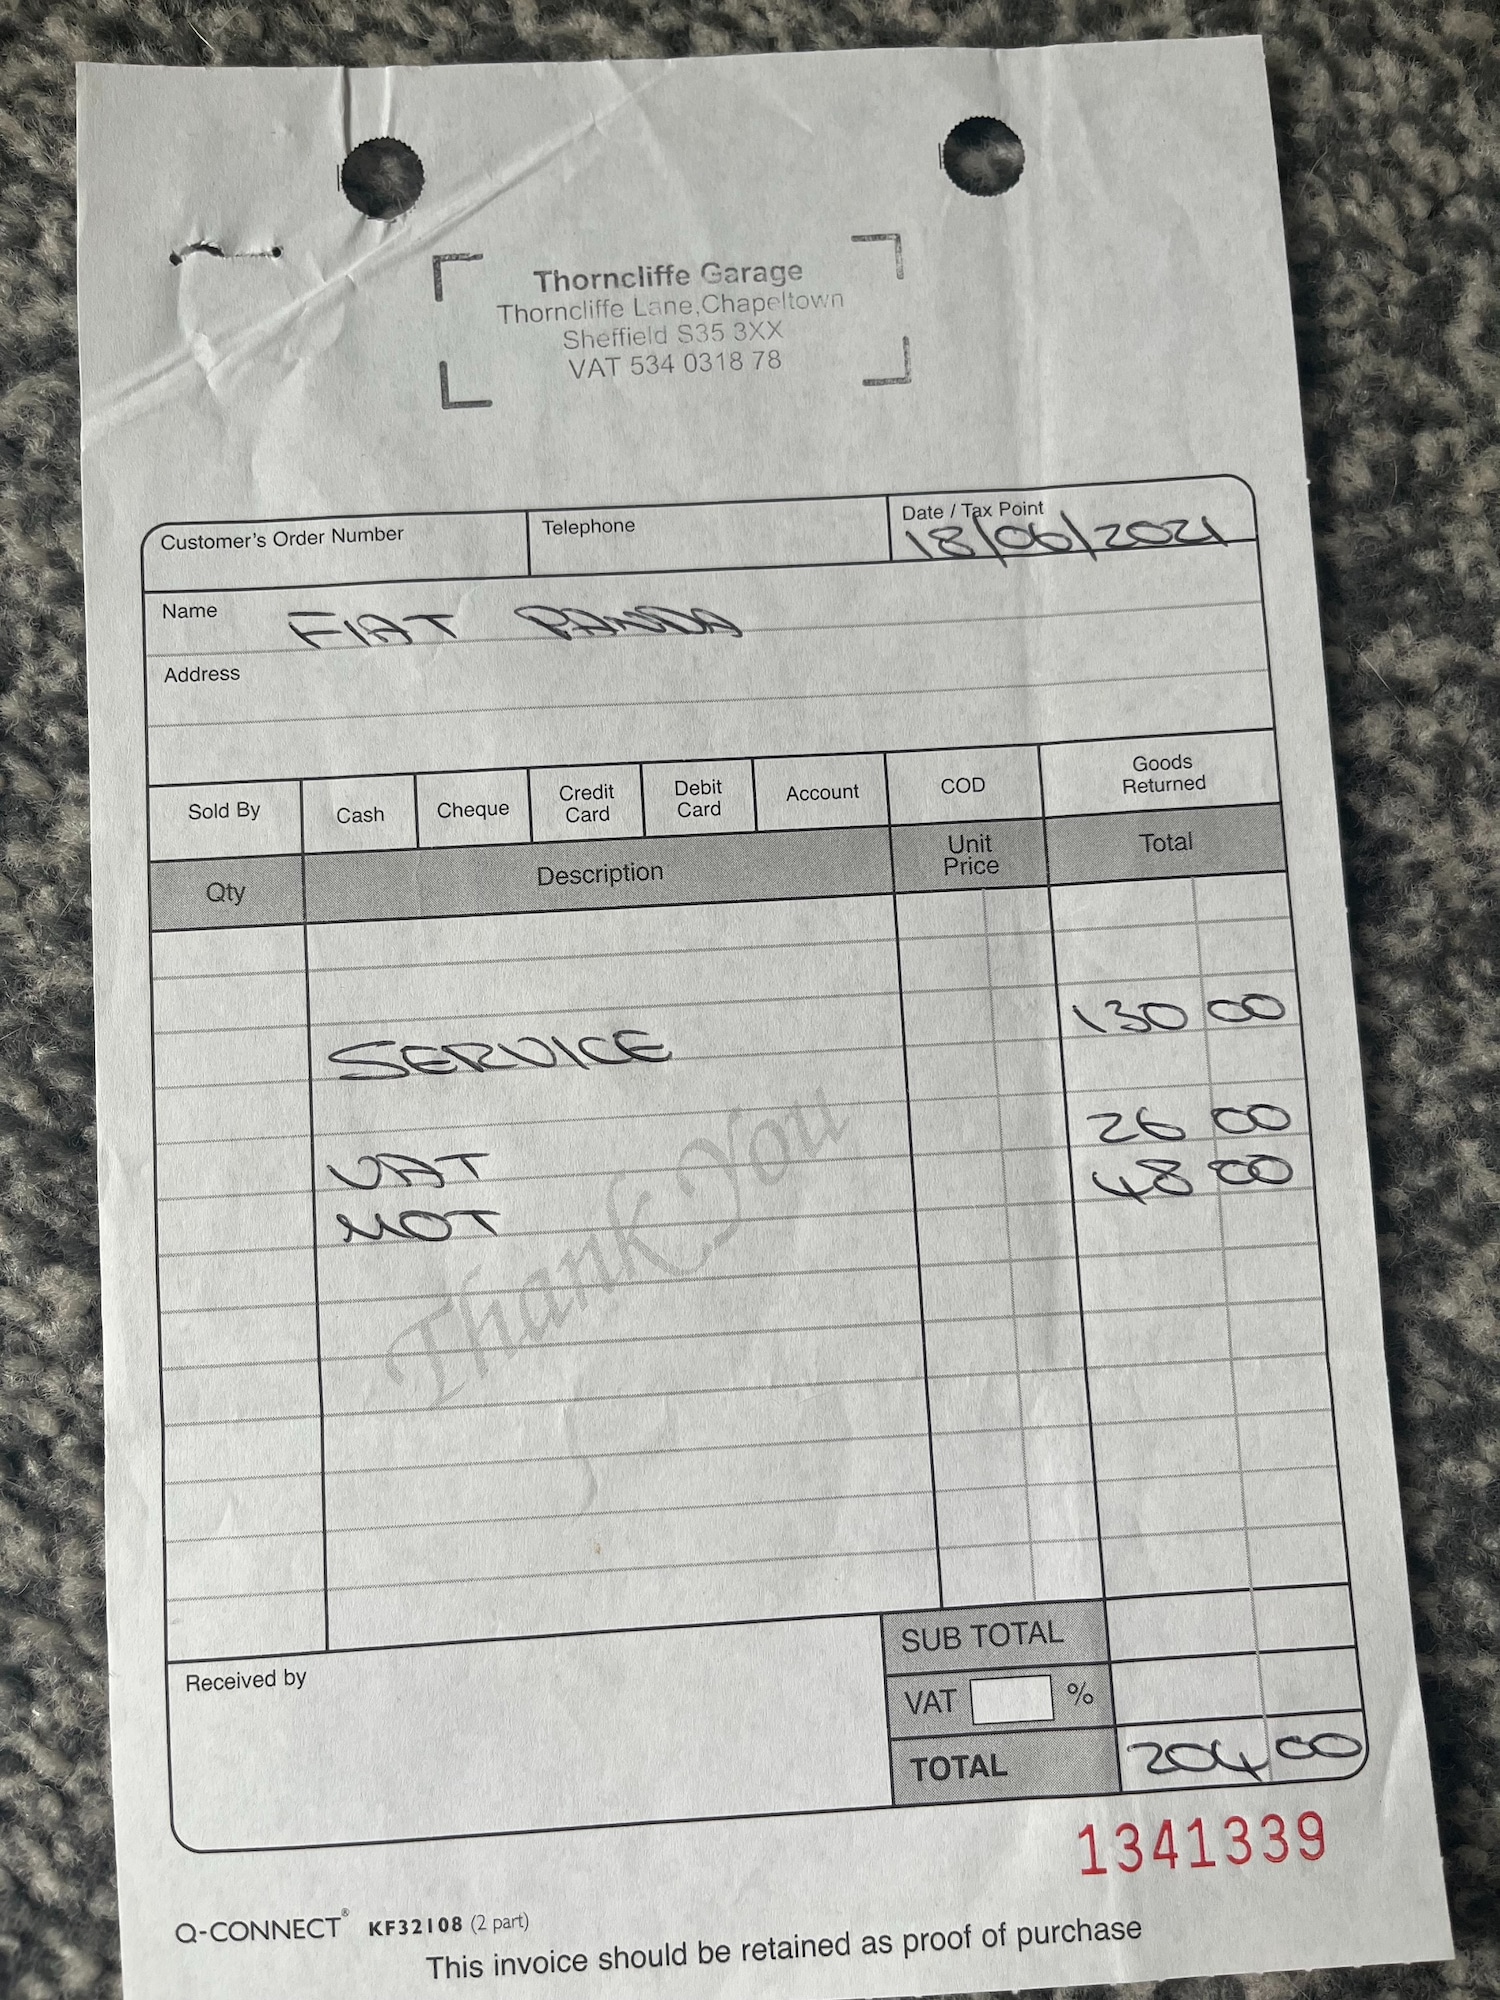 Thorncliffe Garage
Thorncliffe Lane,Chapeltown
Sheffield S35 3XX
VAT 534 0318 78
Customer's Order Number
Telephone
Date / Tax Point
18/06/2021
Name FIAT PANDA
Address
Sold By Cash Cheque Credit Card Debit Card Account COD Goods Returned
Qty Description Unit Price Total
SERVICE 130 00
VAT 26 00
MOT 48 00
Thank You
SUB TOTAL
Received by
VAT %
TOTAL 204 00
1341339
Q-CONNECT® KF32108 (2 part)
This invoice should be retained as proof of purchase